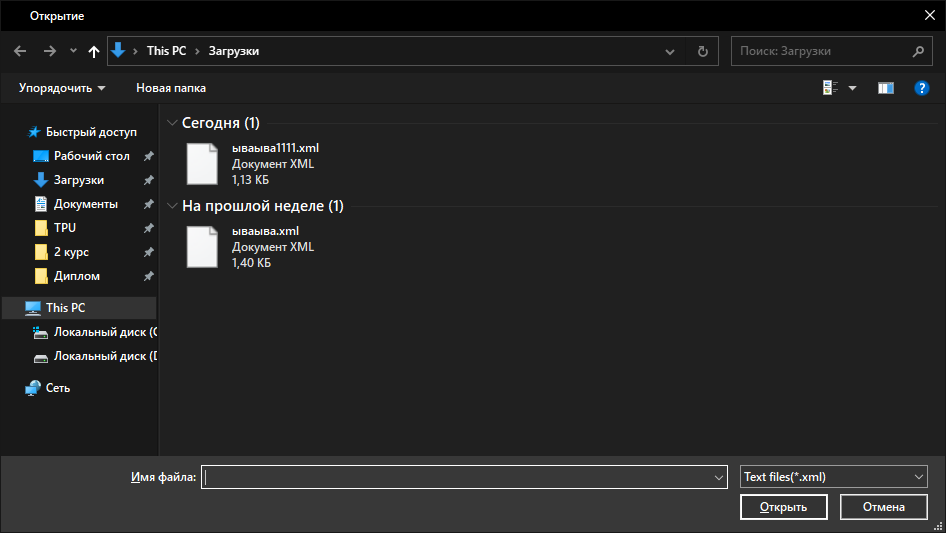 Открытие
This PC > Загрузки
Поиск: Загрузки
Упорядочить
Новая папка
Быстрый доступ
Рабочий стол
Загрузки
Документы
TPU
2 курс
Диплом
This PC
Локальный диск (C
Локальный диск (D
Сеть
Сегодня (1)
ываыва1111.xml
Документ XML
1,13 КБ
На прошлой неделе (1)
ываыва.xml
Документ XML
1,40 КБ
Имя файла:
Text files(*.xml)
Открыть
Отмена